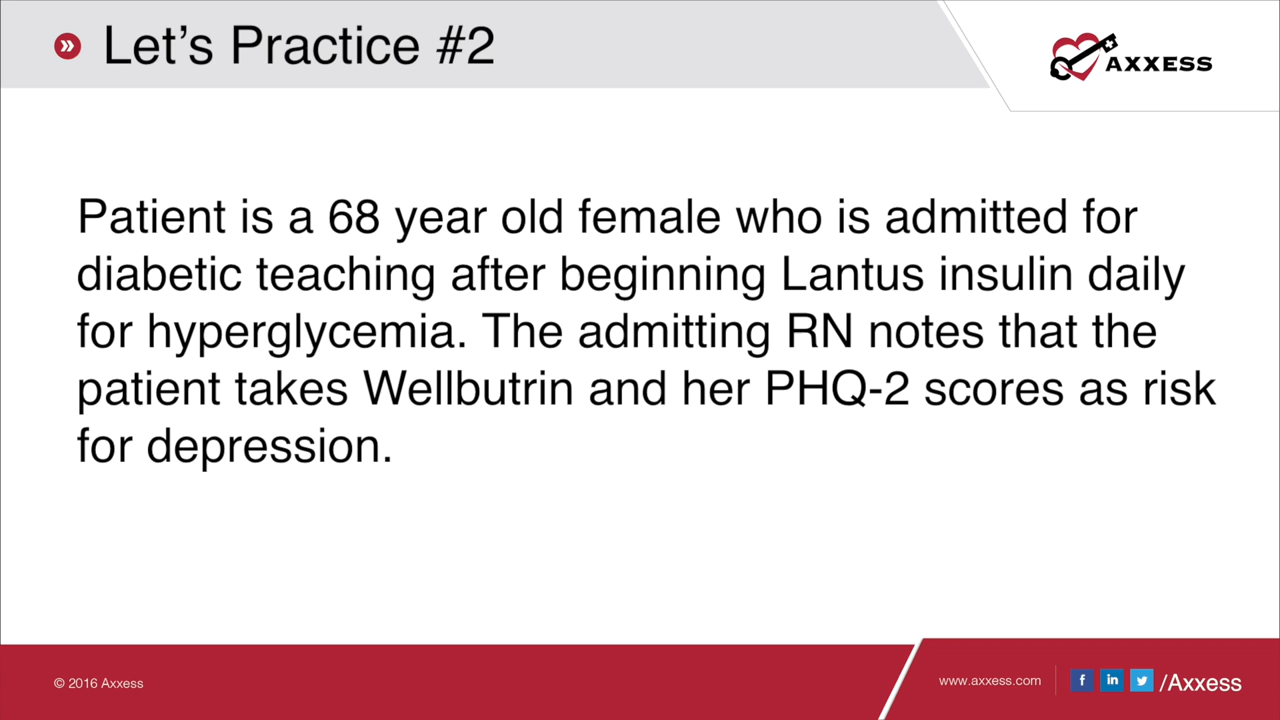 Let's Practice #2
AXXESS
Patient is a 68 year old female who is admitted for
diabetic teaching after beginning Lantus insulin daily
for hyperglycemia. The admitting RN notes that the
patient takes Wellbutrin and her PHQ-2 scores as risk
for depression.
© 2016 Axxess
www.axxess.com
/Axxess